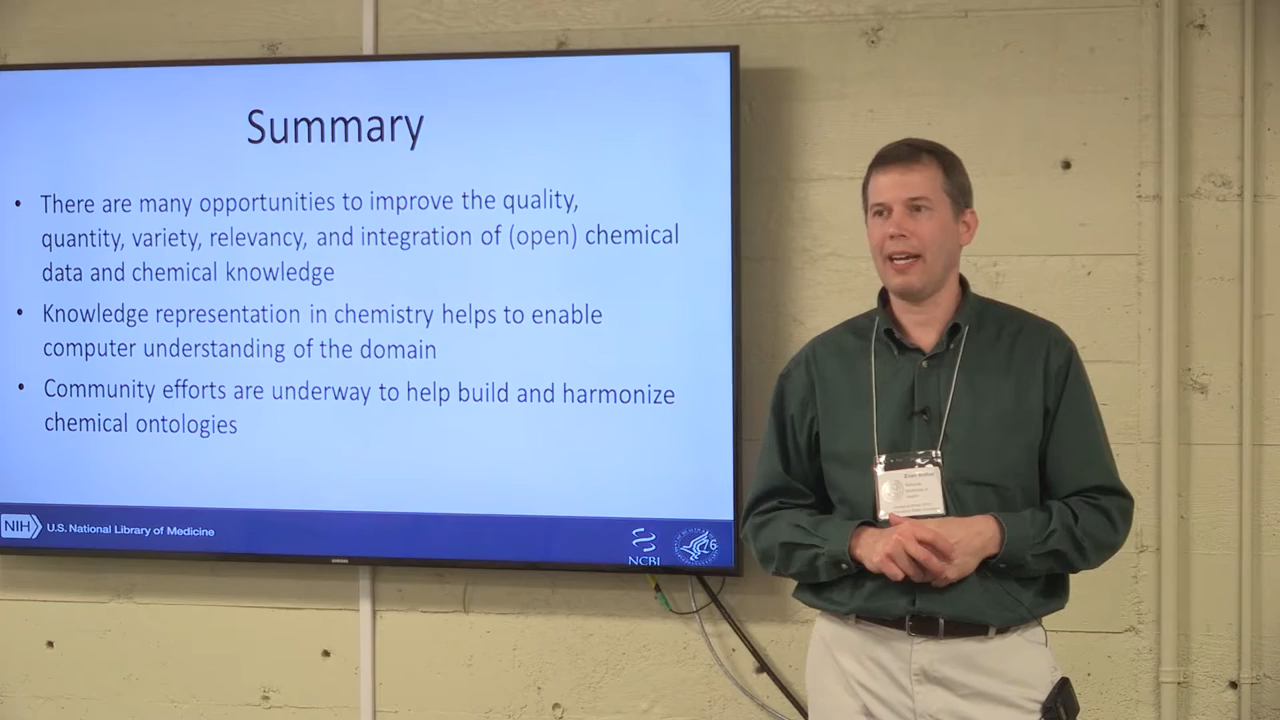 Summary
• There are many opportunities to improve the quality,
quantity, variety, relevancy, and integration of (open) chemical
data and chemical knowledge
• Knowledge representation in chemistry helps to enable
computer understanding of the domain
• Community efforts are underway to help build and harmonize
chemical ontologies
NIH U.S. National Library of Medicine
NCBI
SAMSUNG